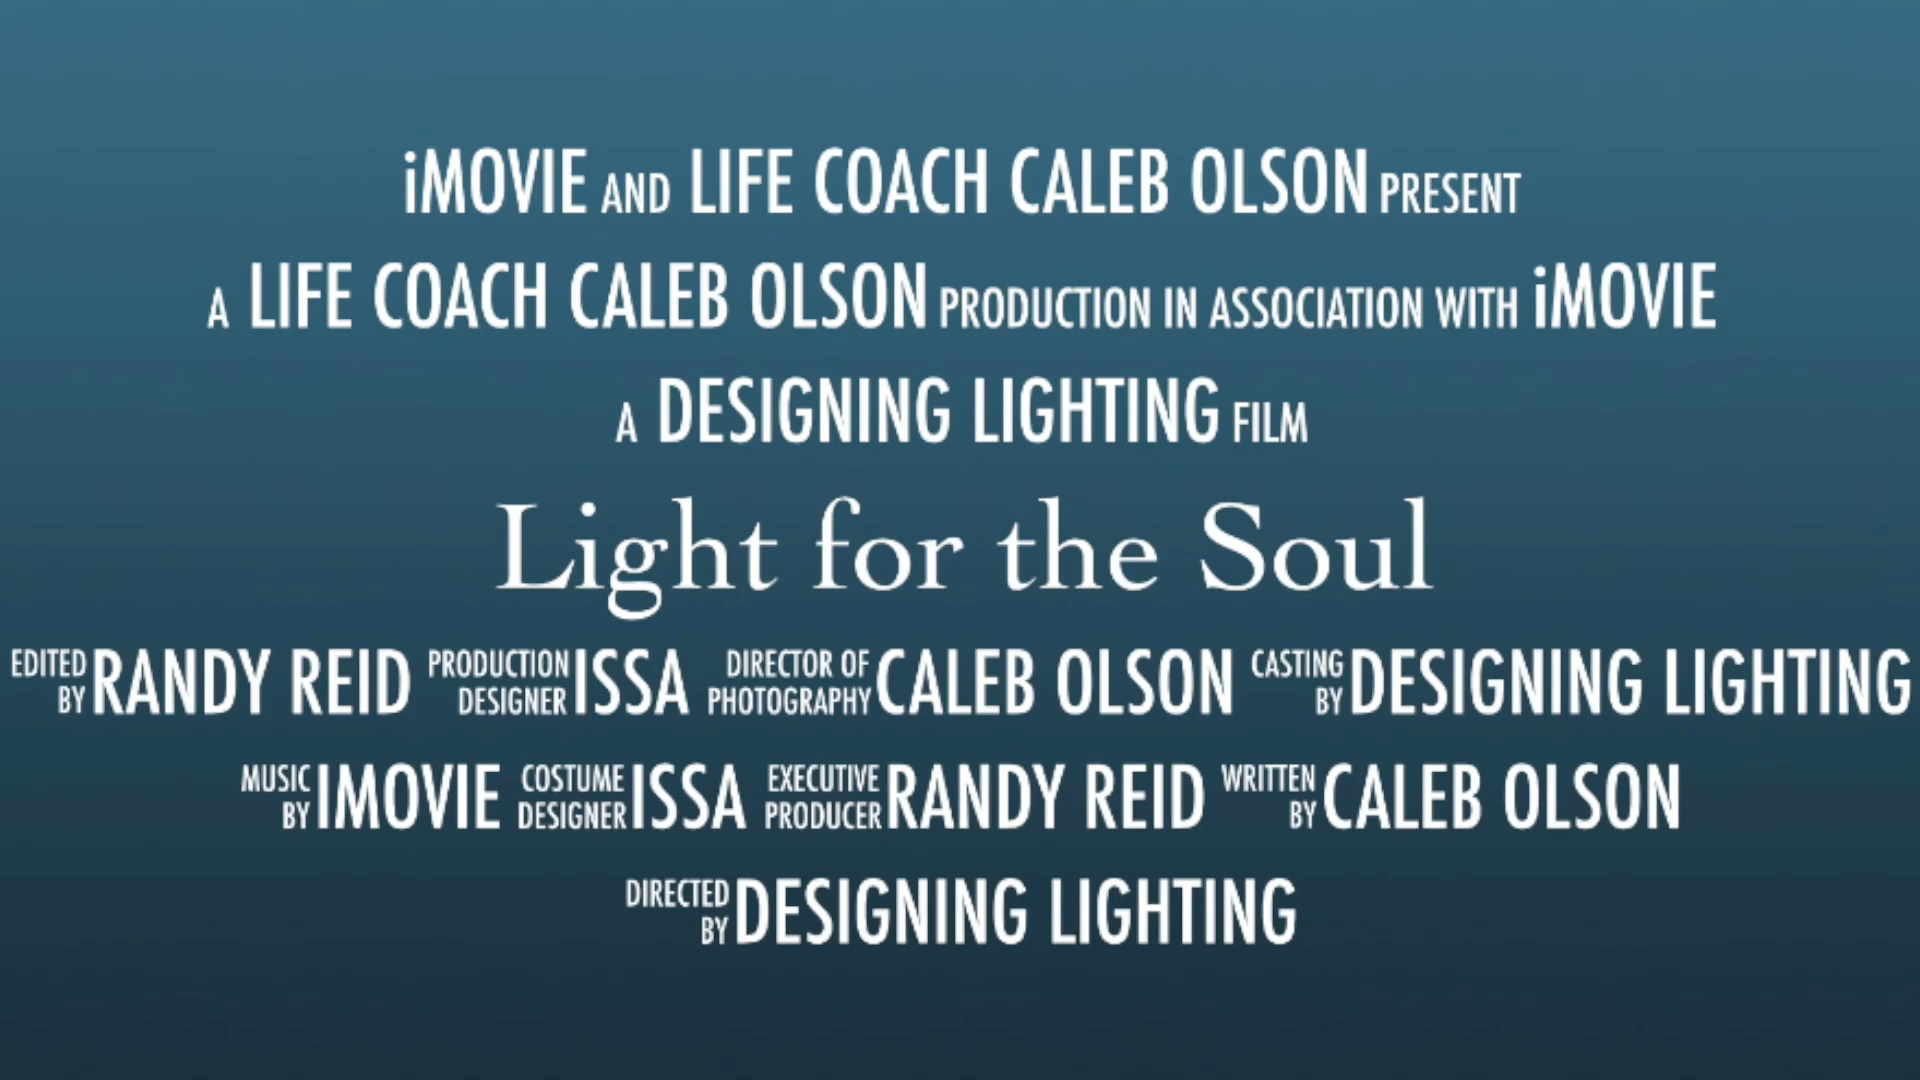 iMOVIE AND LIFE COACH CALEB OLSON PRESENT
A LIFE COACH CALEB OLSON PRODUCTION IN ASSOCIATION WITH iMOVIE
A DESIGNING LIGHTING FILM
Light for the Soul
EDITED BY RANDY REID PRODUCTION DESIGNER ISSA DIRECTOR OF PHOTOGRAPHY CALEB OLSON CASTING BY DESIGNING LIGHTING
MUSIC BY IMOVIE COSTUME DESIGNER ISSA EXECUTIVE PRODUCER RANDY REID WRITTEN BY CALEB OLSON
DIRECTED BY DESIGNING LIGHTING